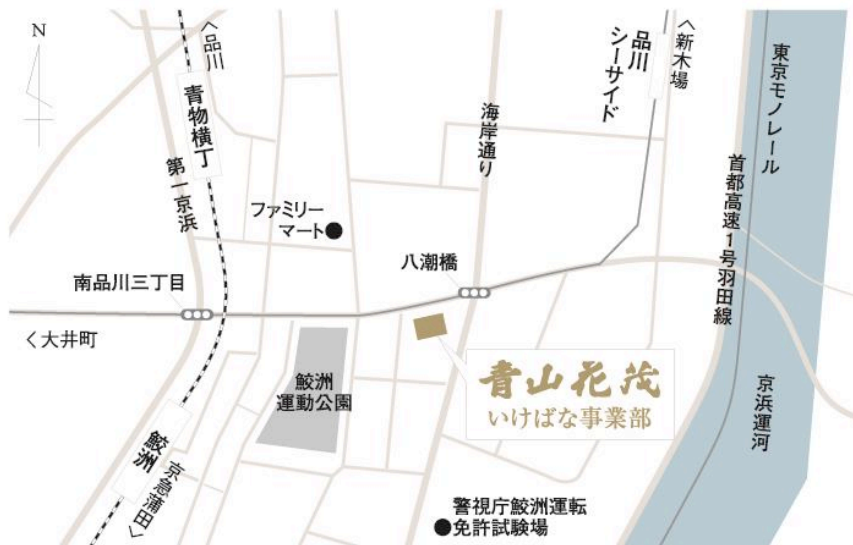 N
〈品川
青物横丁
第一京浜
ファミリー
マート
海岸通り
品川
シーサイド
〈新木場
東京モノレール
首都高速1号羽田線
八潮橋
南品川三丁目
〈大井町
鮫洲
運動公園
青山花茂
いけばな事業部
京浜運河
鮫洲
京急蒲田〉
警視庁鮫洲運転
免許試験場